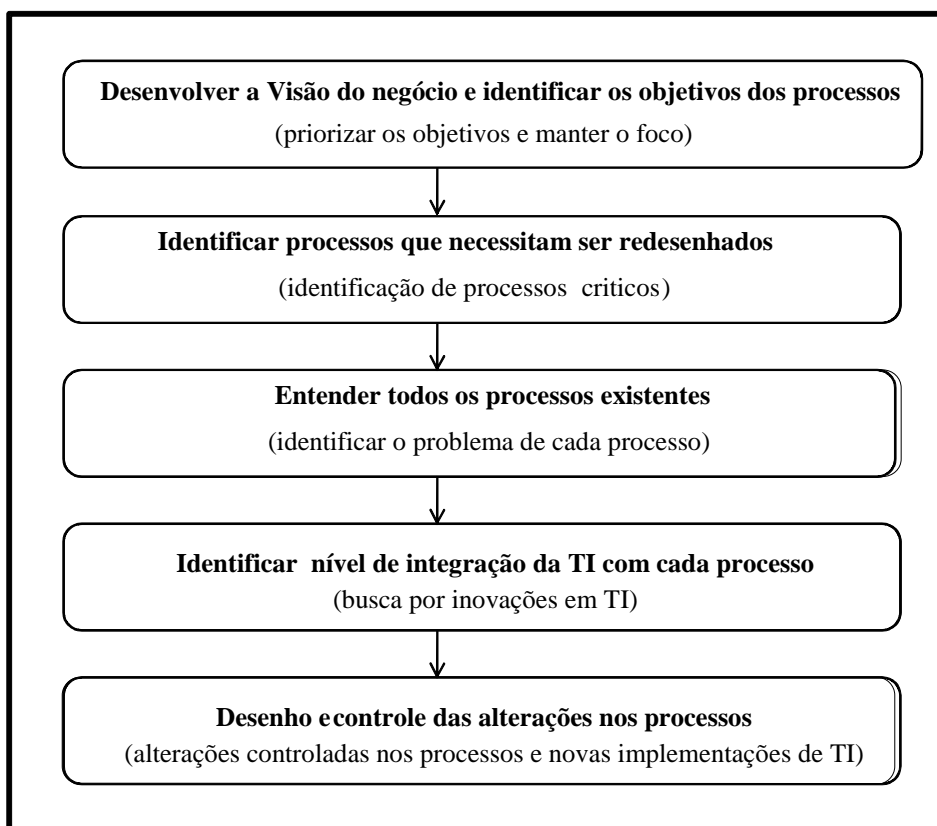 Desenvolver a Visão do negócio e identificar os objetivos dos processos
(priorizar os objetivos e manter o foco)
Identificar processos que necessitam ser redesenhados
(identificação de processos criticos)
Entender todos os processos existentes
(identificar o problema de cada processo)
Identificar nível de integração da TI com cada processo
(busca por inovações em TI)
Desenho econtrole das alterações nos processos
(alterações controladas nos processos e novas implementações de TI)